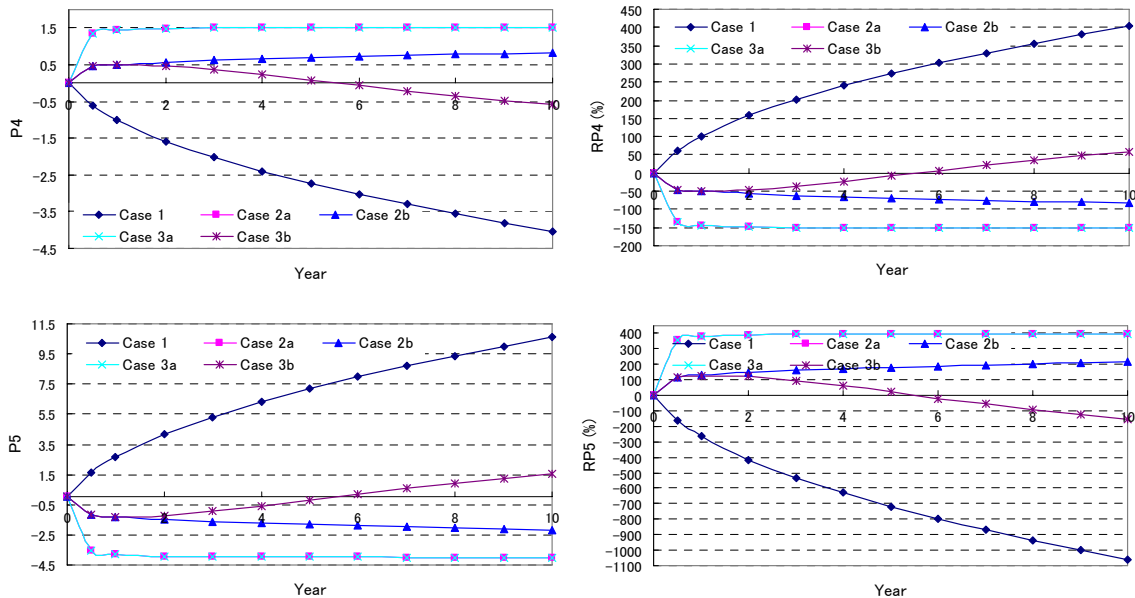 1.5
0.5
-0.5
-1.5
-2.5
-3.5
-4.5
0 2 4 6 8 10
P4
Case 1 Case 2a Case 2b
Case 3a Case 3b
Year
450
400
350
300
250
200
150
100
50
0
-50
-100
-150
-200
0 2 4 6 8 10
RP4 (%)
Case 1 Case 2a Case 2b
Case 3a Case 3b
Year
11.5
9.5
7.5
5.5
3.5
1.5
-0.5
-2.5
-4.5
0 2 4 6 8 10
P5
Case 1 Case 2a Case 2b
Case 3a Case 3b
Year
400
300
200
100
0
-100
-200
-300
-400
-500
-600
-700
-800
-900
-1000
-1100
0 2 4 6 8 10
RP5 (%)
Case 1 Case 2a Case 2b
Case 3a Case 3b
Year